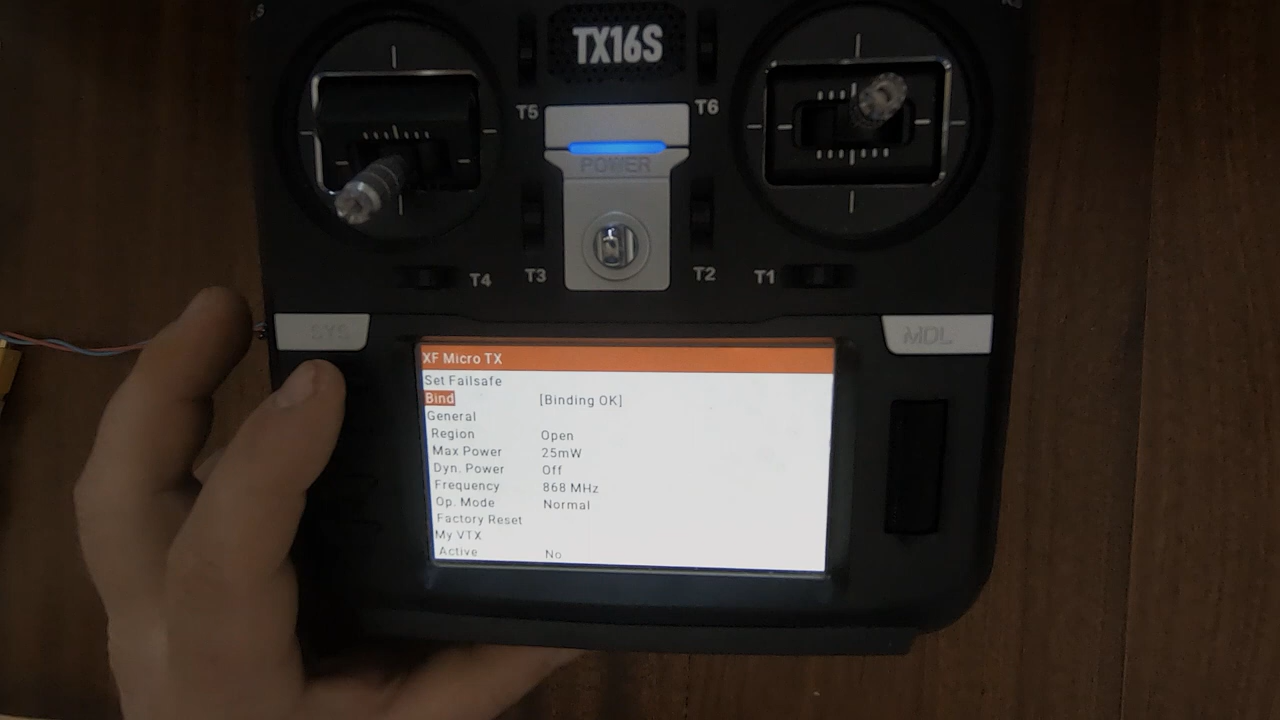 TX16S
T5
T6
POWER
T4
T3
T2
T1
SYS
MDL
XF Micro TX
Set Failsafe
Bind [Binding OK]
General
Region Open
Max Power 25mW
Dyn. Power Off
Frequency 868 MHz
Op. Mode Normal
Factory Reset
My VTX
Active No